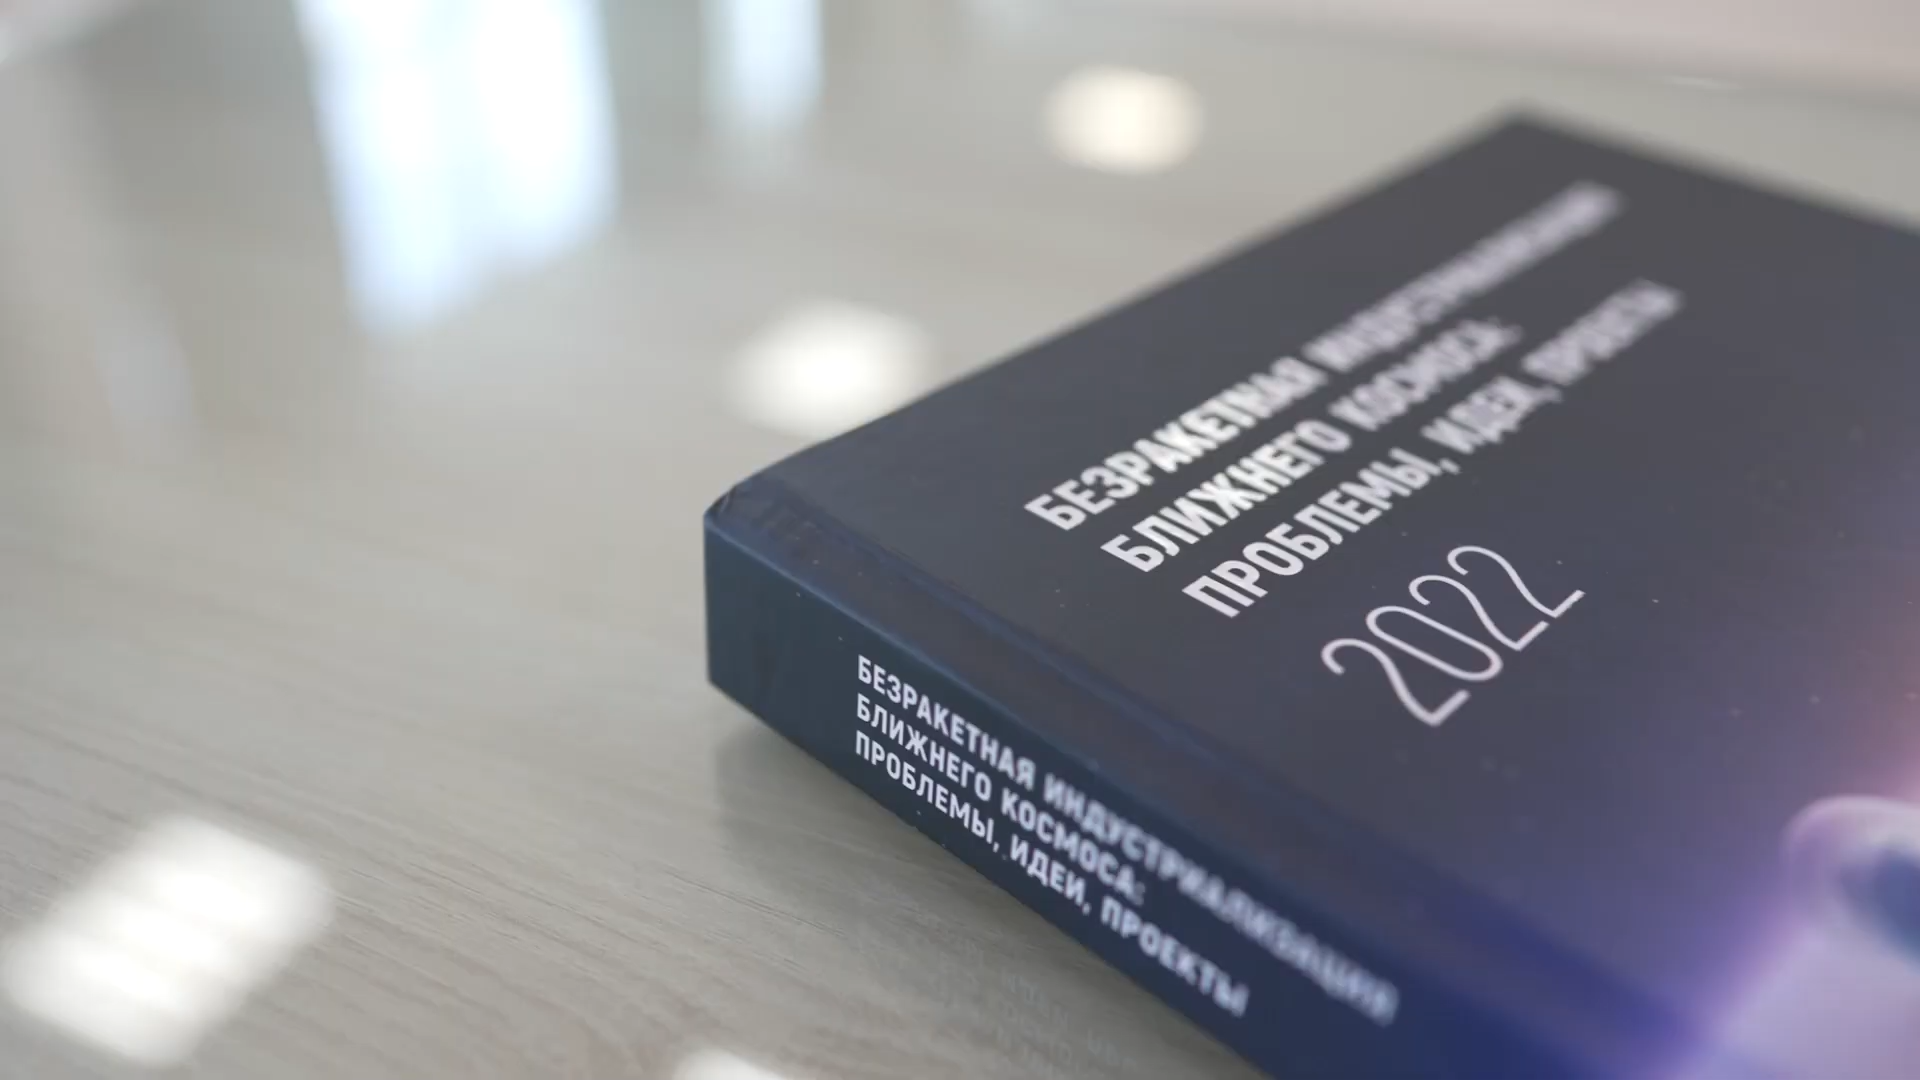 БЕЗРАКЕТНАЯ ИНДУСТРИАЛИЗАЦИЯ
БЛИЖНЕГО КОСМОСА:
ПРОБЛЕМЫ, ИДЕИ, ПРОЕКТЫ
2022
БЕЗРАКЕТНАЯ ИНДУСТРИАЛИЗАЦИЯ
БЛИЖНЕГО КОСМОСА:
ПРОБЛЕМЫ, ИДЕИ, ПРОЕКТЫ